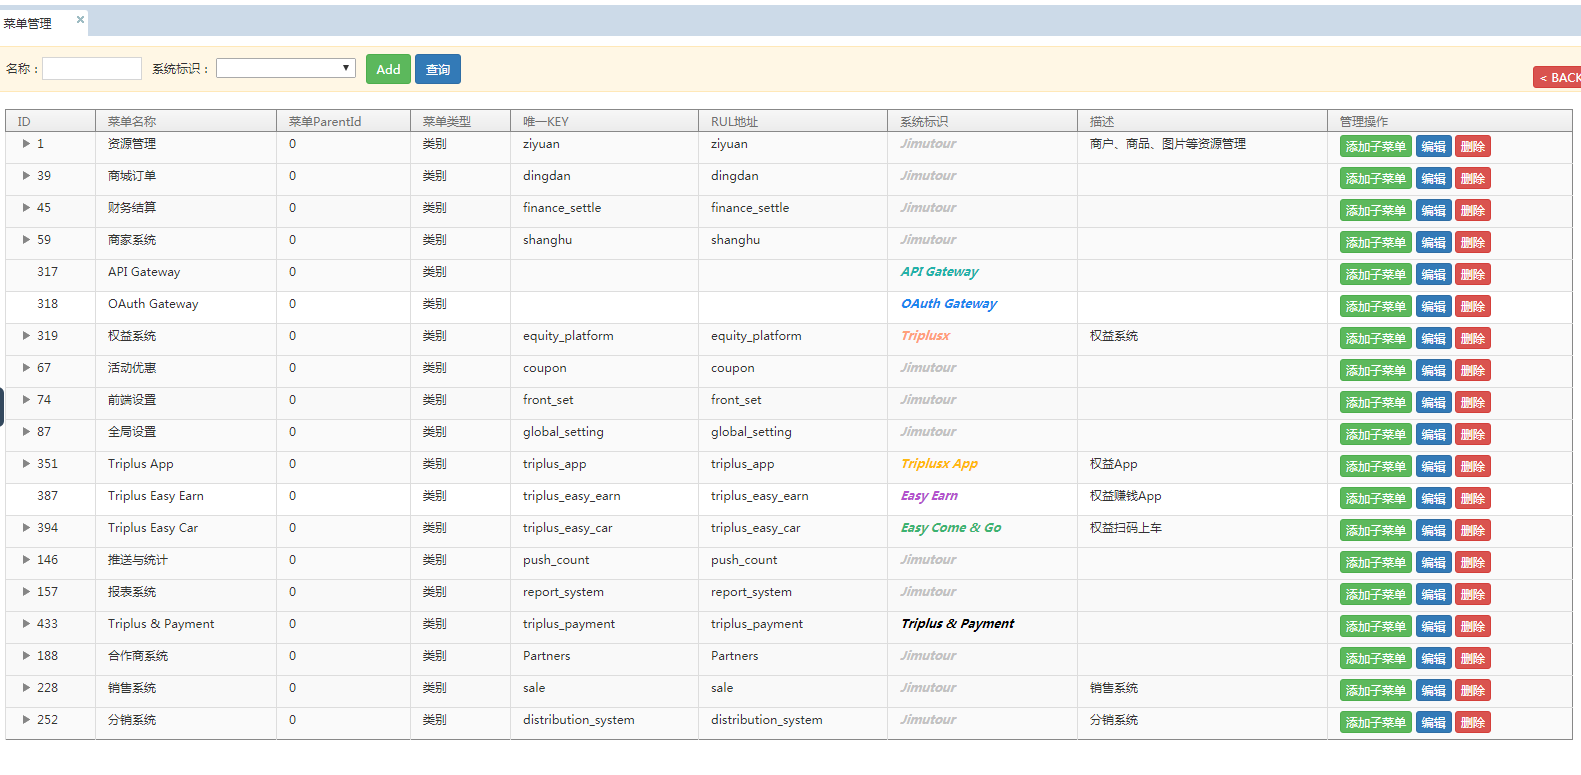 菜单管理 ×
名称： 系统标识： Add 查询
< BACK
ID 菜单名称 菜单ParentId 菜单类型 唯一KEY RUL地址 系统标识 描述 管理操作
1 资源管理 0 类别 ziyuan ziyuan Jimutour 商户、商品、图片等资源管理 添加子菜单 编辑 删除
39 商城订单 0 类别 dingdan dingdan Jimutour 添加子菜单 编辑 删除
45 财务结算 0 类别 finance_settle finance_settle Jimutour 添加子菜单 编辑 删除
59 商家系统 0 类别 shanghu shanghu Jimutour 添加子菜单 编辑 删除
317 API Gateway 0 类别 API Gateway 添加子菜单 编辑 删除
318 OAuth Gateway 0 类别 OAuth Gateway 添加子菜单 编辑 删除
319 权益系统 0 类别 equity_platform equity_platform Triplusx 权益系统 添加子菜单 编辑 删除
67 活动优惠 0 类别 coupon coupon Jimutour 添加子菜单 编辑 删除
74 前端设置 0 类别 front_set front_set Jimutour 添加子菜单 编辑 删除
87 全局设置 0 类别 global_setting global_setting Jimutour 添加子菜单 编辑 删除
351 Triplus App 0 类别 triplus_app triplus_app Triplusx App 权益App 添加子菜单 编辑 删除
387 Triplus Easy Earn 0 类别 triplus_easy_earn triplus_easy_earn Easy Earn 权益赚钱App 添加子菜单 编辑 删除
394 Triplus Easy Car 0 类别 triplus_easy_car triplus_easy_car Easy Come & Go 权益扫码上车 添加子菜单 编辑 删除
146 推送与统计 0 类别 push_count push_count Jimutour 添加子菜单 编辑 删除
157 报表系统 0 类别 report_system report_system Jimutour 添加子菜单 编辑 删除
433 Triplus & Payment 0 类别 triplus_payment triplus_payment Triplus & Payment 添加子菜单 编辑 删除
188 合作商系统 0 类别 Partners Partners Jimutour 添加子菜单 编辑 删除
228 销售系统 0 类别 sale sale Jimutour 销售系统 添加子菜单 编辑 删除
252 分销系统 0 类别 distribution_system distribution_system Jimutour 分销系统 添加子菜单 编辑 删除